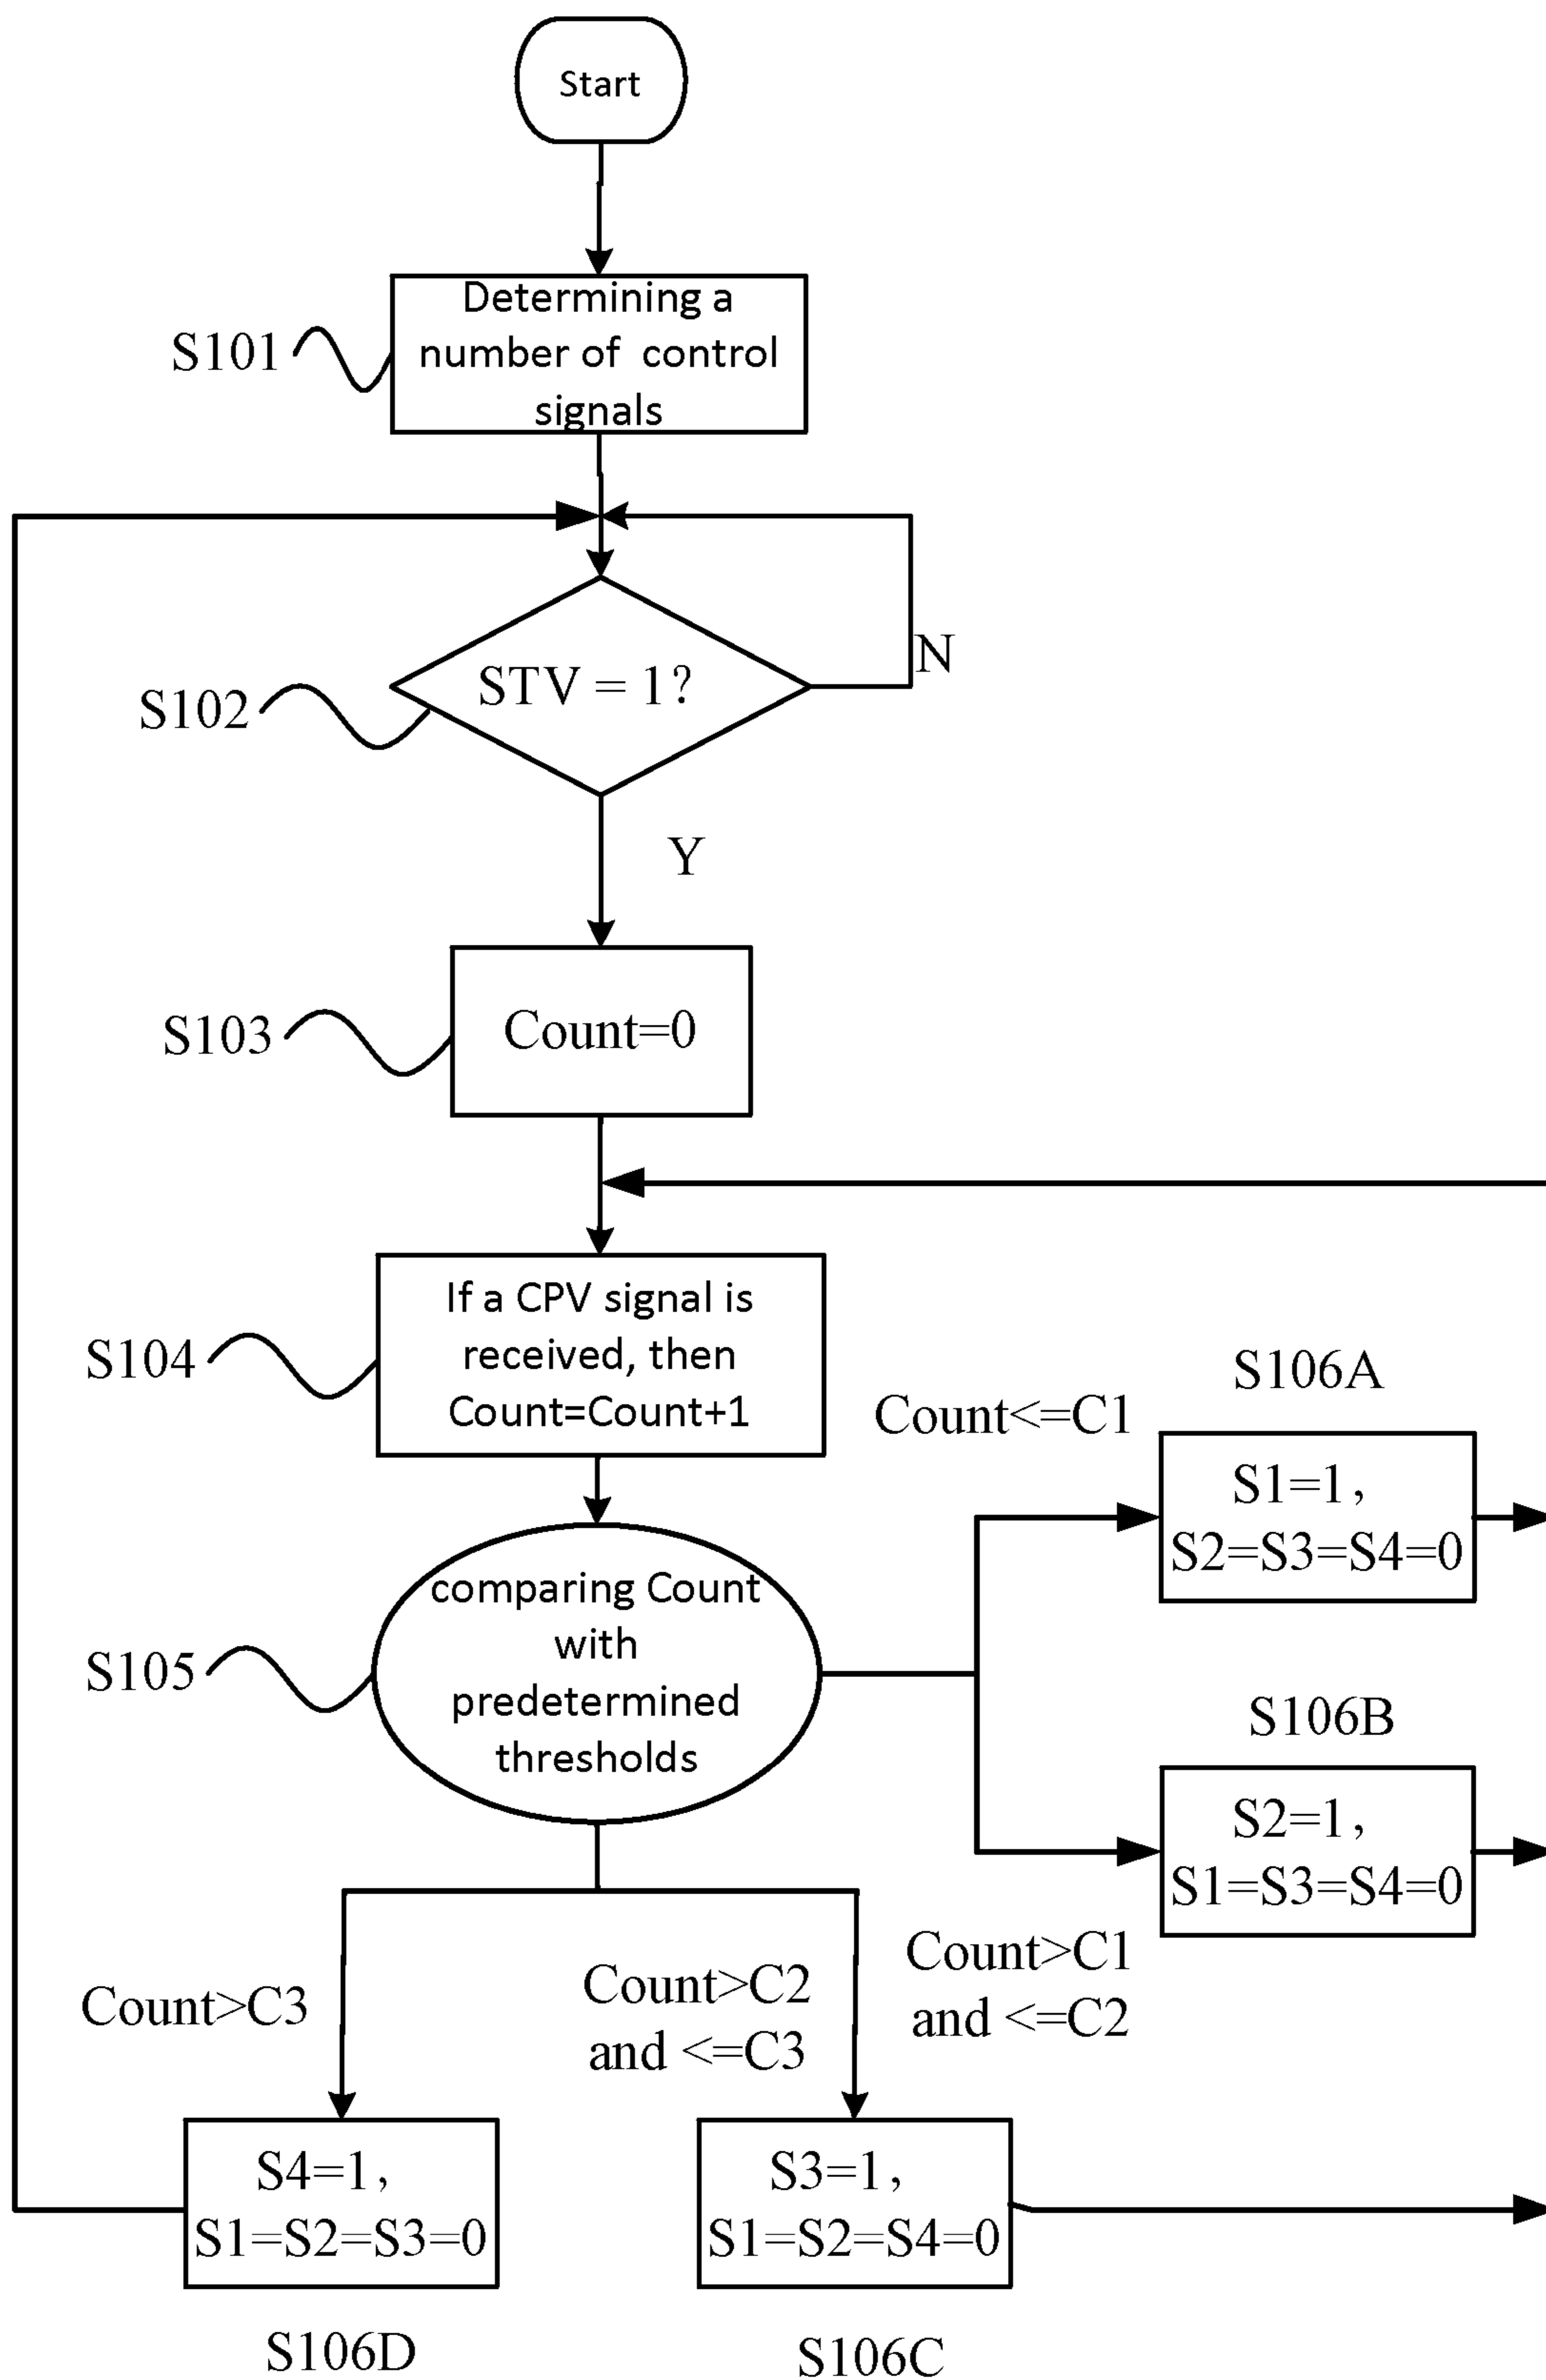 Start
Determining a
number of control
signals
S101
N
STV = 1?
S102
Y
Count=0
S103
If a CPV signal is
received, then
Count=Count+1
S104
S106A
Count<=C1
S1=1,
S2=S3=S4=0
comparing Count
with
predetermined
thresholds
S105
S106B
S2=1,
S1=S3=S4=0
Count>C1
and <=C2
Count>C2
and <=C3
Count>C3
S4=1,
S1=S2=S3=0
S3=1,
S1=S2=S4=0
S106D
S106C